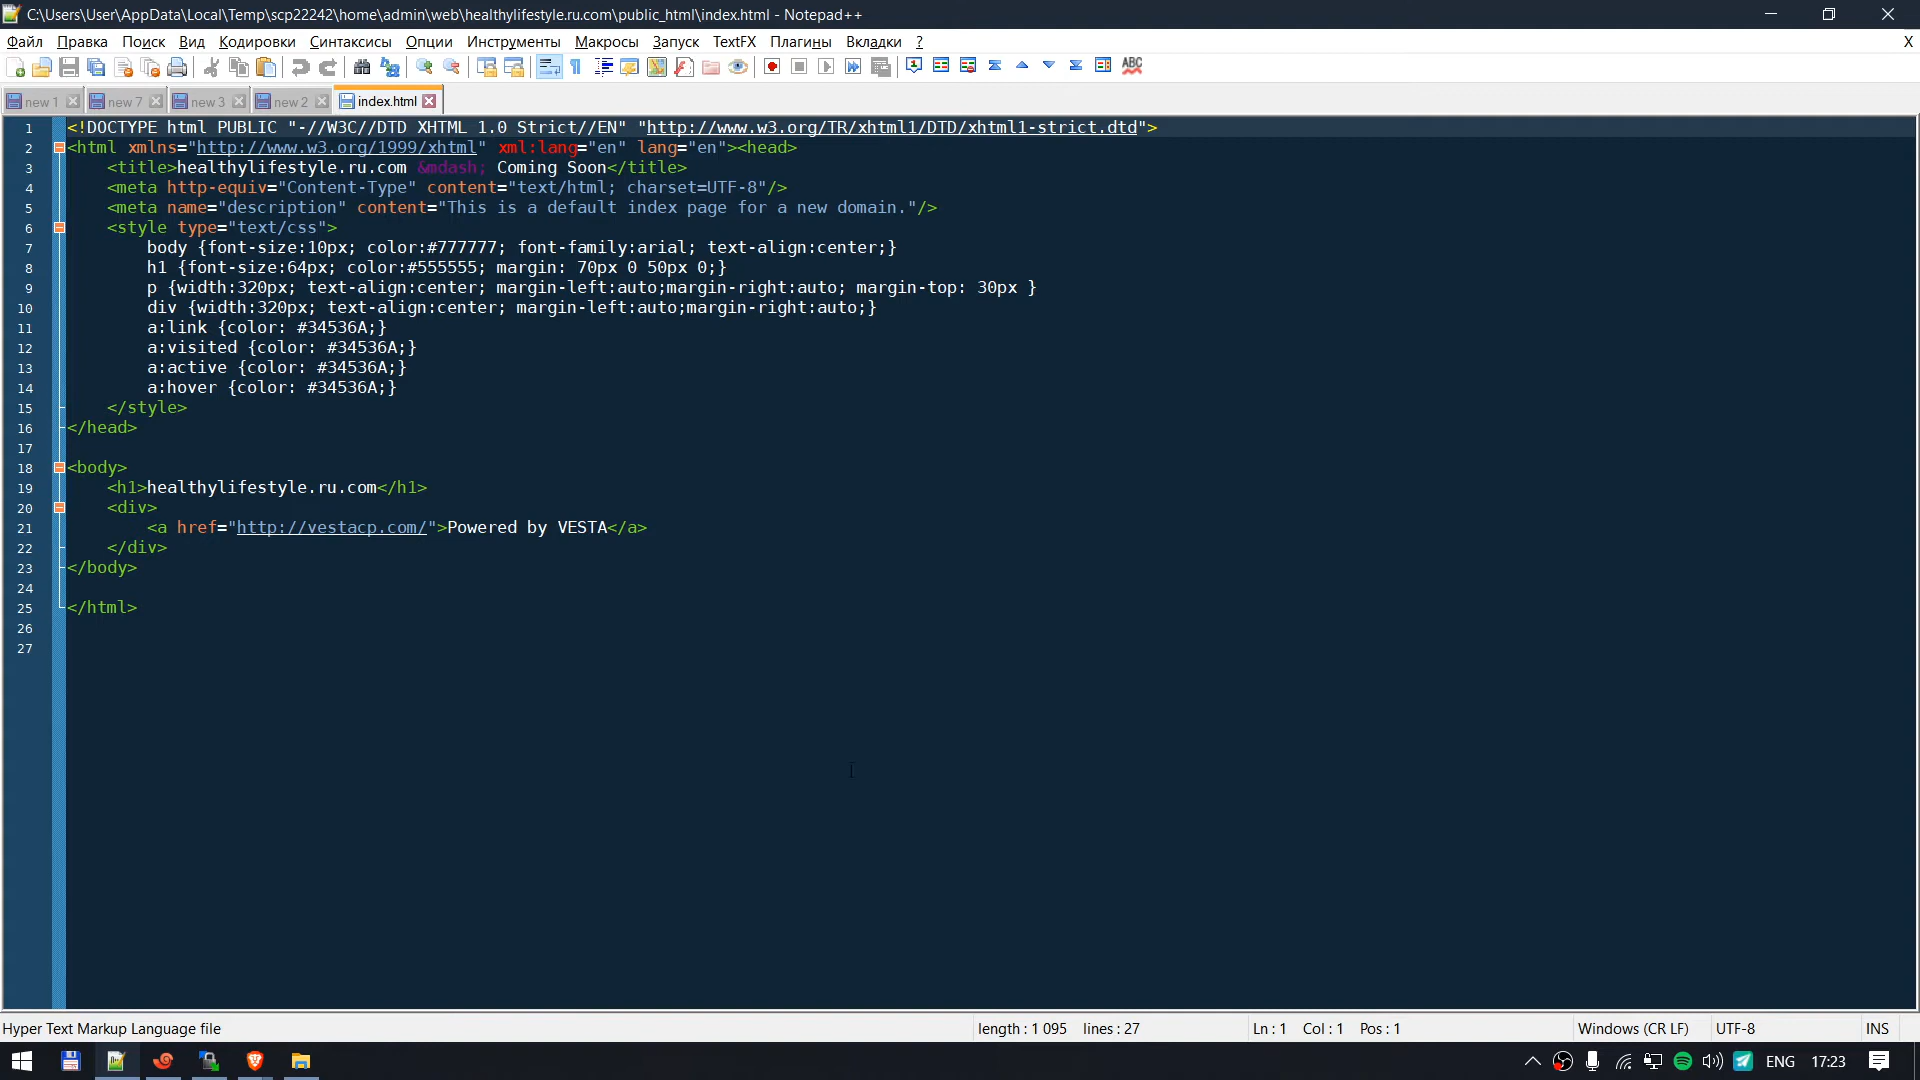 C:\Users\User\AppData\Local\Temp\scp22242\home\admin\web\healthylifestyle.ru.com\public_html\index.html - Notepad++
Файл Правка Поиск Вид Кодировки Синтаксисы Опции Инструменты Макросы Запуск TextFX Плагины Вкладки ? X
ABC
new 1 new 7 new 3 new 2 index.html
1 <!DOCTYPE html PUBLIC "-//W3C//DTD XHTML 1.0 Strict//EN" "http://www.w3.org/TR/xhtml1/DTD/xhtml1-strict.dtd">
2 <html xmlns="http://www.w3.org/1999/xhtml" xml:lang="en" lang="en"><head>
3 <title>healthylifestyle.ru.com &mdash; Coming Soon</title>
4 <meta http-equiv="Content-Type" content="text/html; charset=UTF-8"/>
5 <meta name="description" content="This is a default index page for a new domain."/>
6 <style type="text/css">
7 body {font-size:10px; color:#777777; font-family:arial; text-align:center;}
8 h1 {font-size:64px; color:#555555; margin: 70px 0 50px 0;}
9 p {width:320px; text-align:center; margin-left:auto;margin-right:auto; margin-top: 30px }
10 div {width:320px; text-align:center; margin-left:auto;margin-right:auto;}
11 a:link {color: #34536A;}
12 a:visited {color: #34536A;}
13 a:active {color: #34536A;}
14 a:hover {color: #34536A;}
15 </style>
16 </head>
17
18 <body>
19 <h1>healthylifestyle.ru.com</h1>
20 <div>
21 <a href="http://vestacp.com/">Powered by VESTA</a>
22 </div>
23 </body>
24
25 </html>
26
27
Hyper Text Markup Language file length : 1 095 lines : 27 Ln : 1 Col : 1 Pos : 1 Windows (CR LF) UTF-8 INS
ENG 17:23